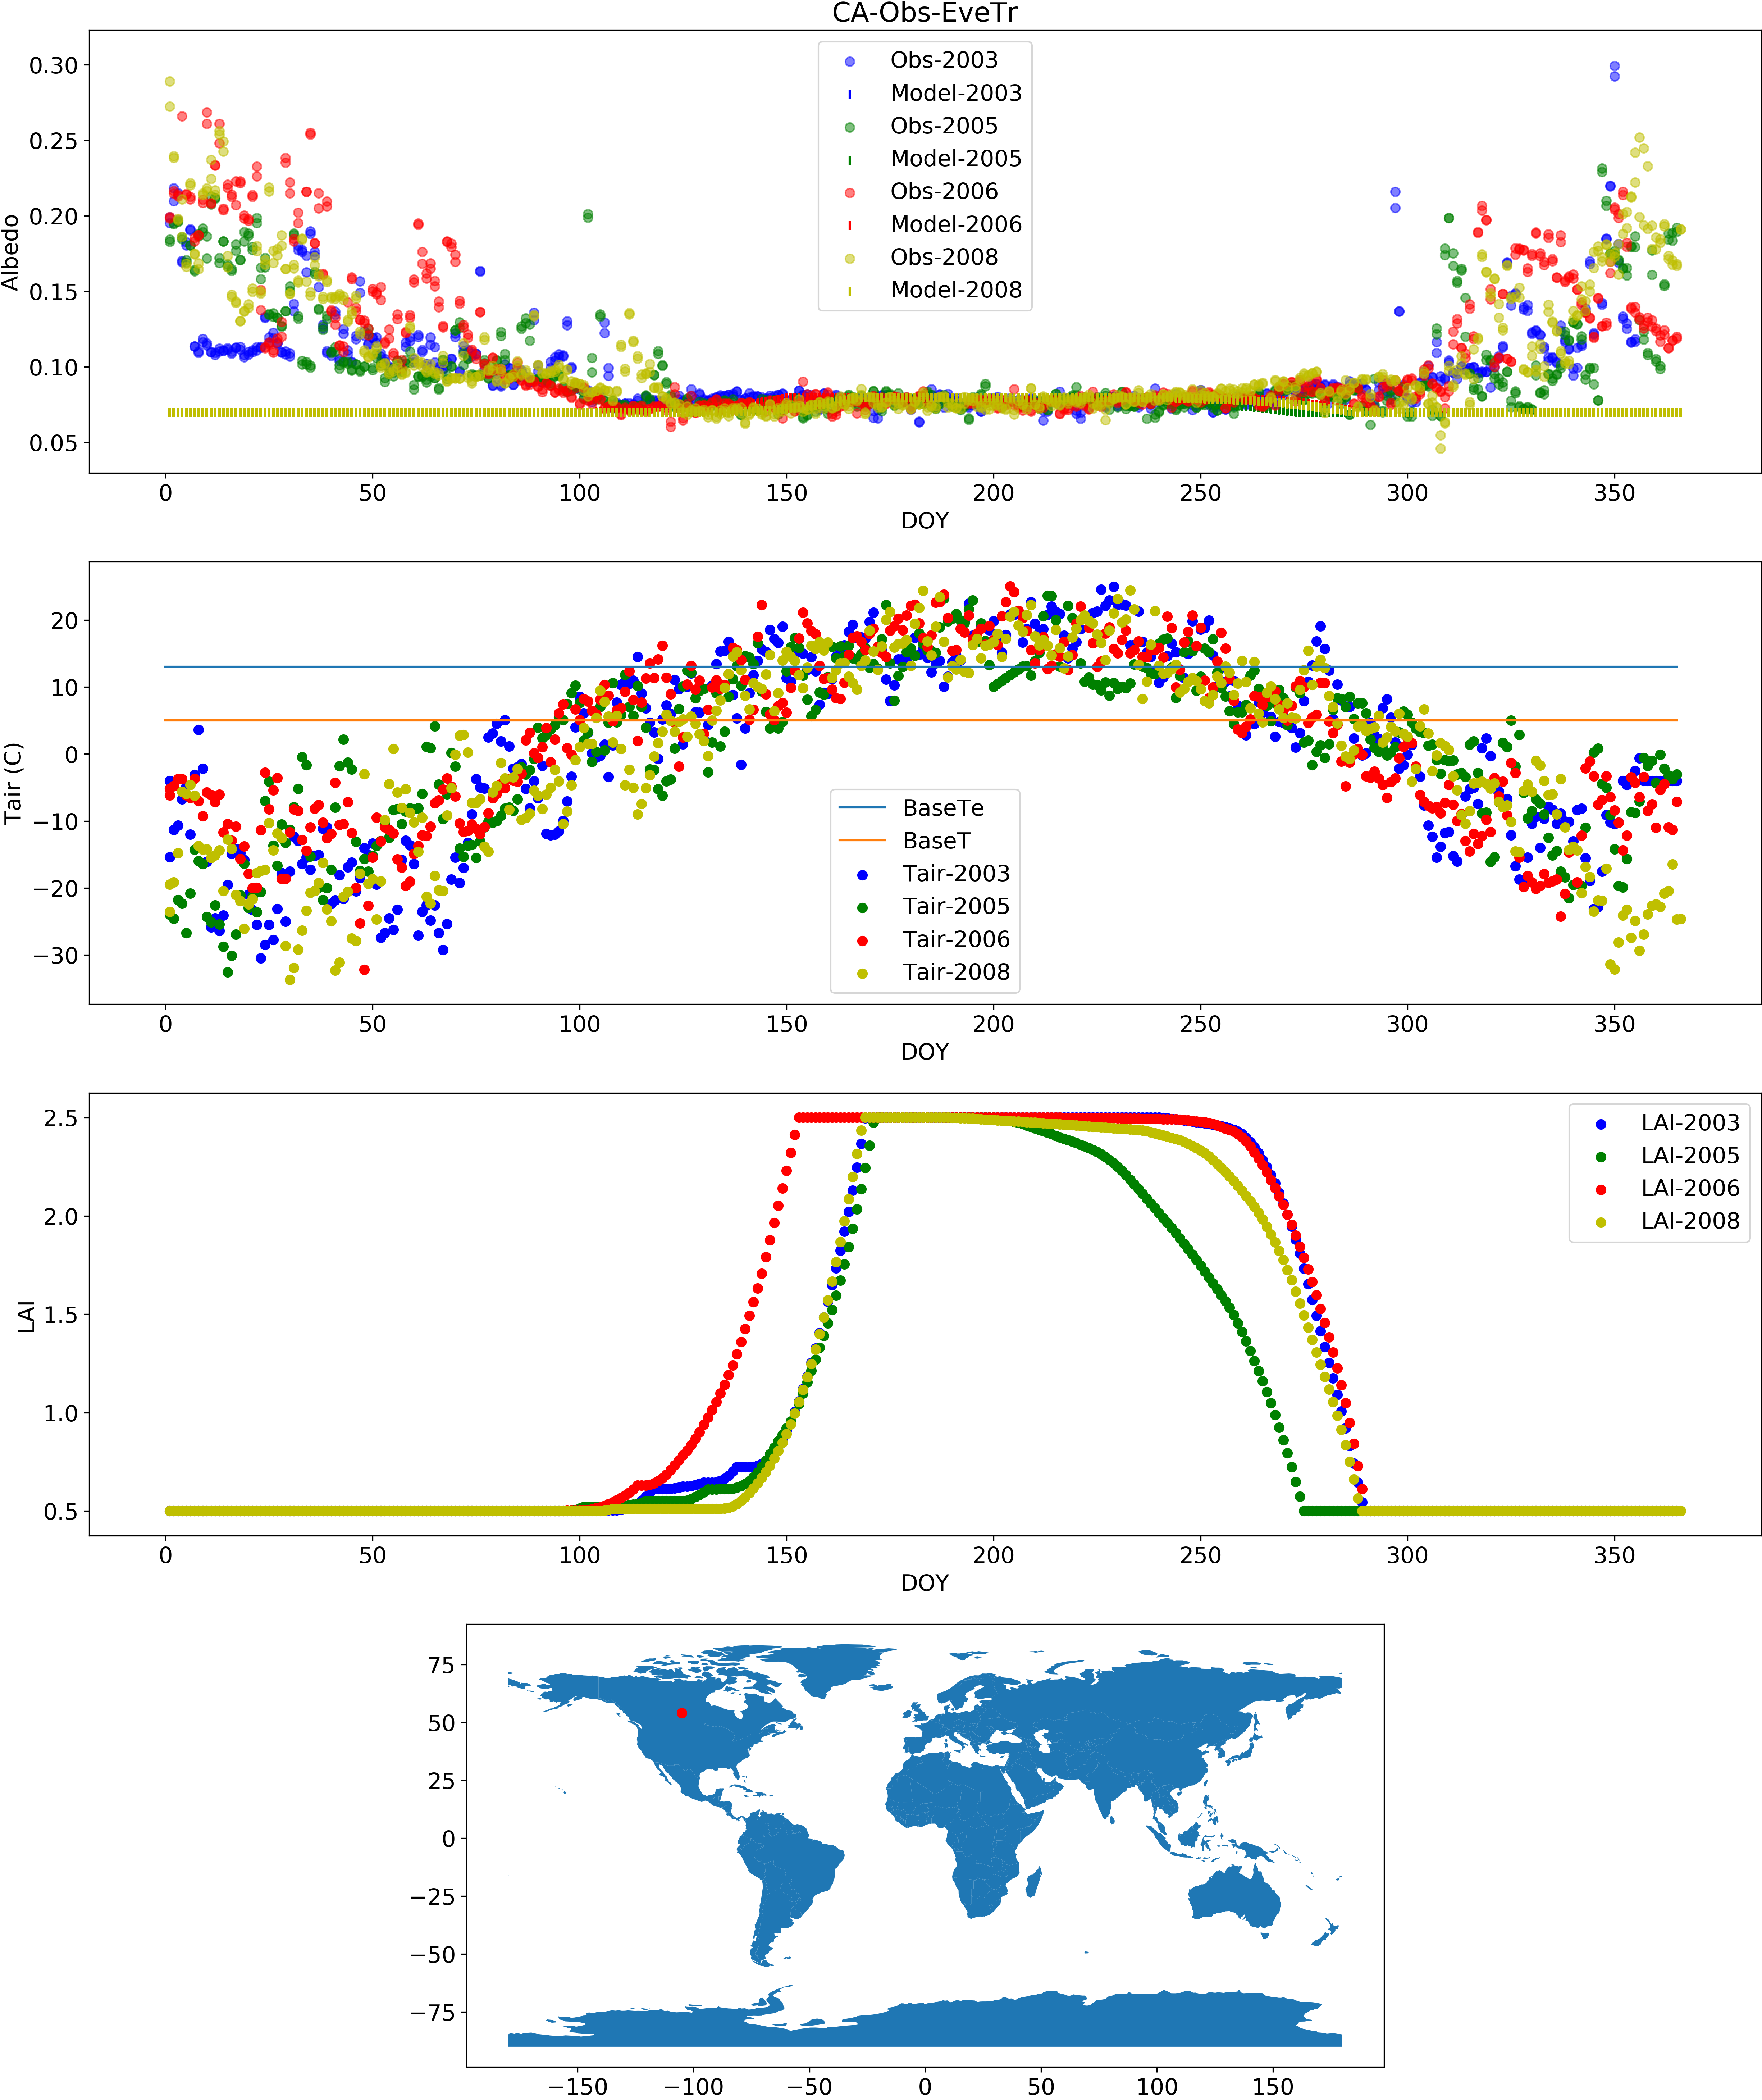 CA-Obs-EveTr
0.30
0.25
0.20
0.15
0.10
0.05
Albedo
Obs-2003
Model-2003
Obs-2005
Model-2005
Obs-2006
Model-2006
Obs-2008
Model-2008
0 50 100 150 200 250 300 350
DOY
20
10
0
−10
−20
−30
Tair (C)
BaseTe
BaseT
Tair-2003
Tair-2005
Tair-2006
Tair-2008
0 50 100 150 200 250 300 350
DOY
2.5
2.0
1.5
1.0
0.5
LAI
LAI-2003
LAI-2005
LAI-2006
LAI-2008
0 50 100 150 200 250 300 350
DOY
75
50
25
0
−25
−50
−75
−150 −100 −50 0 50 100 150